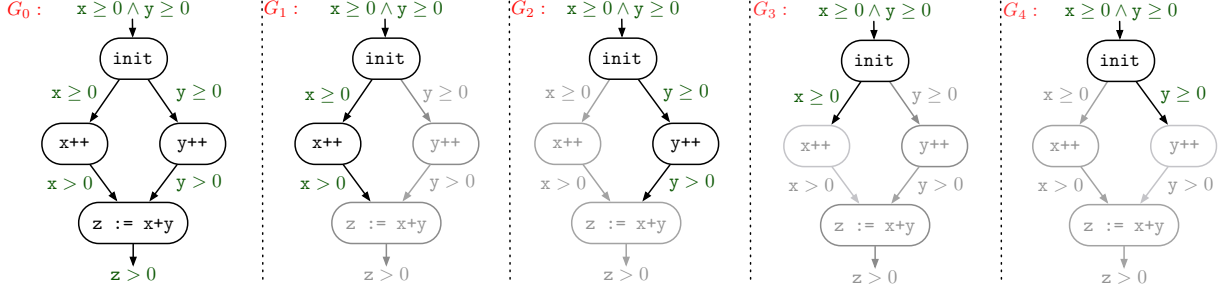 G₀ : x ≥ 0 ∧ y ≥ 0
init
x ≥ 0 y ≥ 0
x++ y++
x > 0 y > 0
z := x+y
z > 0
G₁ : x ≥ 0 ∧ y ≥ 0
init
x ≥ 0 y ≥ 0
x++ y++
x > 0 y > 0
z := x+y
z > 0
G₂ : x ≥ 0 ∧ y ≥ 0
init
x ≥ 0 y ≥ 0
x++ y++
x > 0 y > 0
z := x+y
z > 0
G₃ : x ≥ 0 ∧ y ≥ 0
init
x ≥ 0 y ≥ 0
x++ y++
x > 0 y > 0
z := x+y
z > 0
G₄ : x ≥ 0 ∧ y ≥ 0
init
x ≥ 0 y ≥ 0
x++ y++
x > 0 y > 0
z := x+y
z > 0